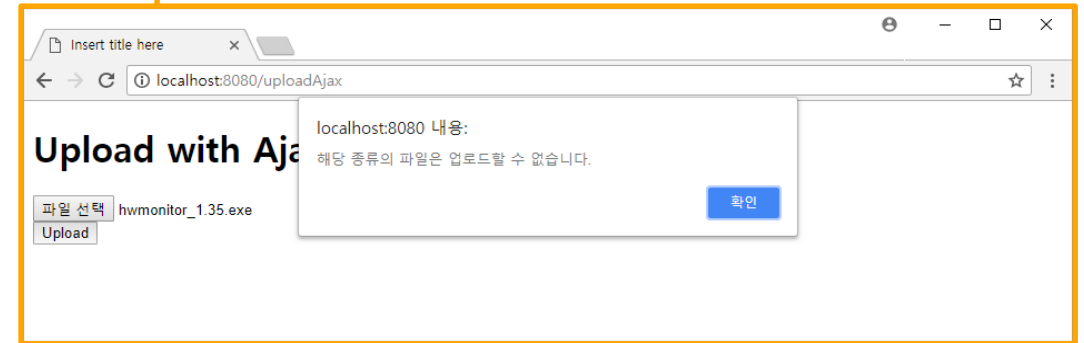 Insert title here
localhost:8080/uploadAjax
localhost:8080 내용:
해당 종류의 파일은 업로드할 수 없습니다.
확인
Upload with Aja
파일 선택 hwmonitor_1.35.exe
Upload